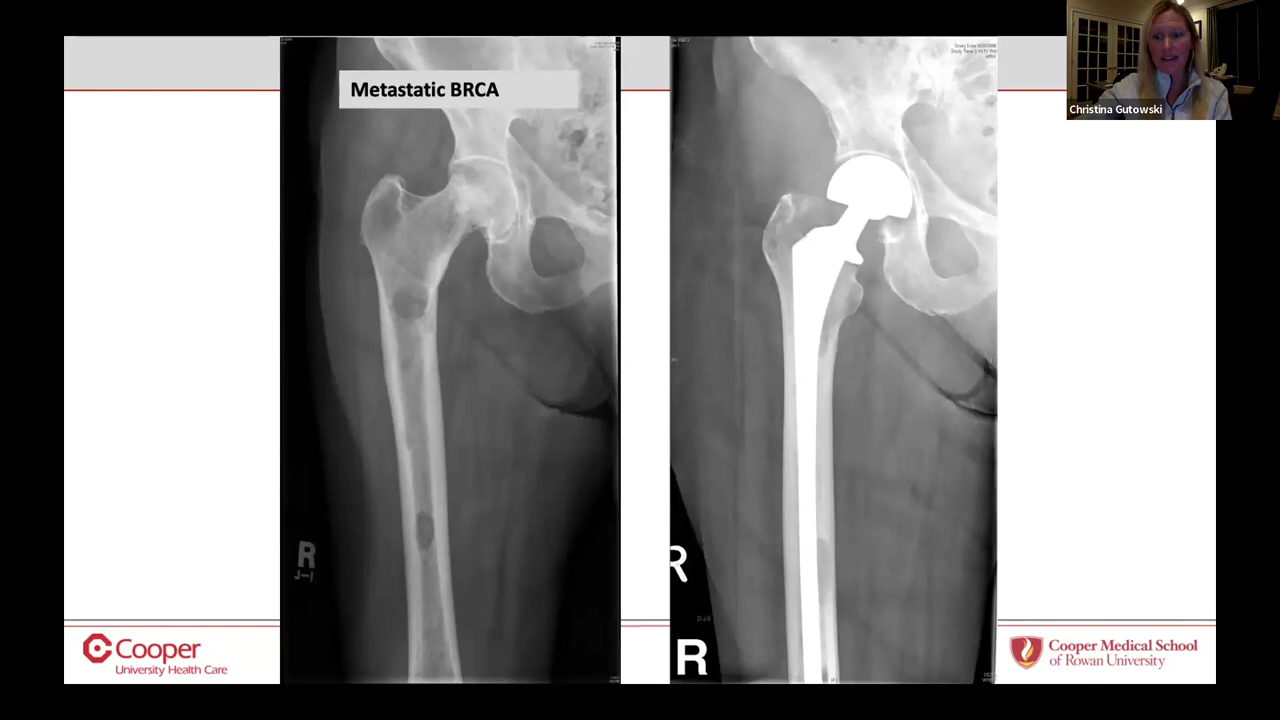 Metastatic BRCA
Christina Gutowski
R
J—I
R
R
Cooper
University Health Care
Cooper Medical School
of Rowan University